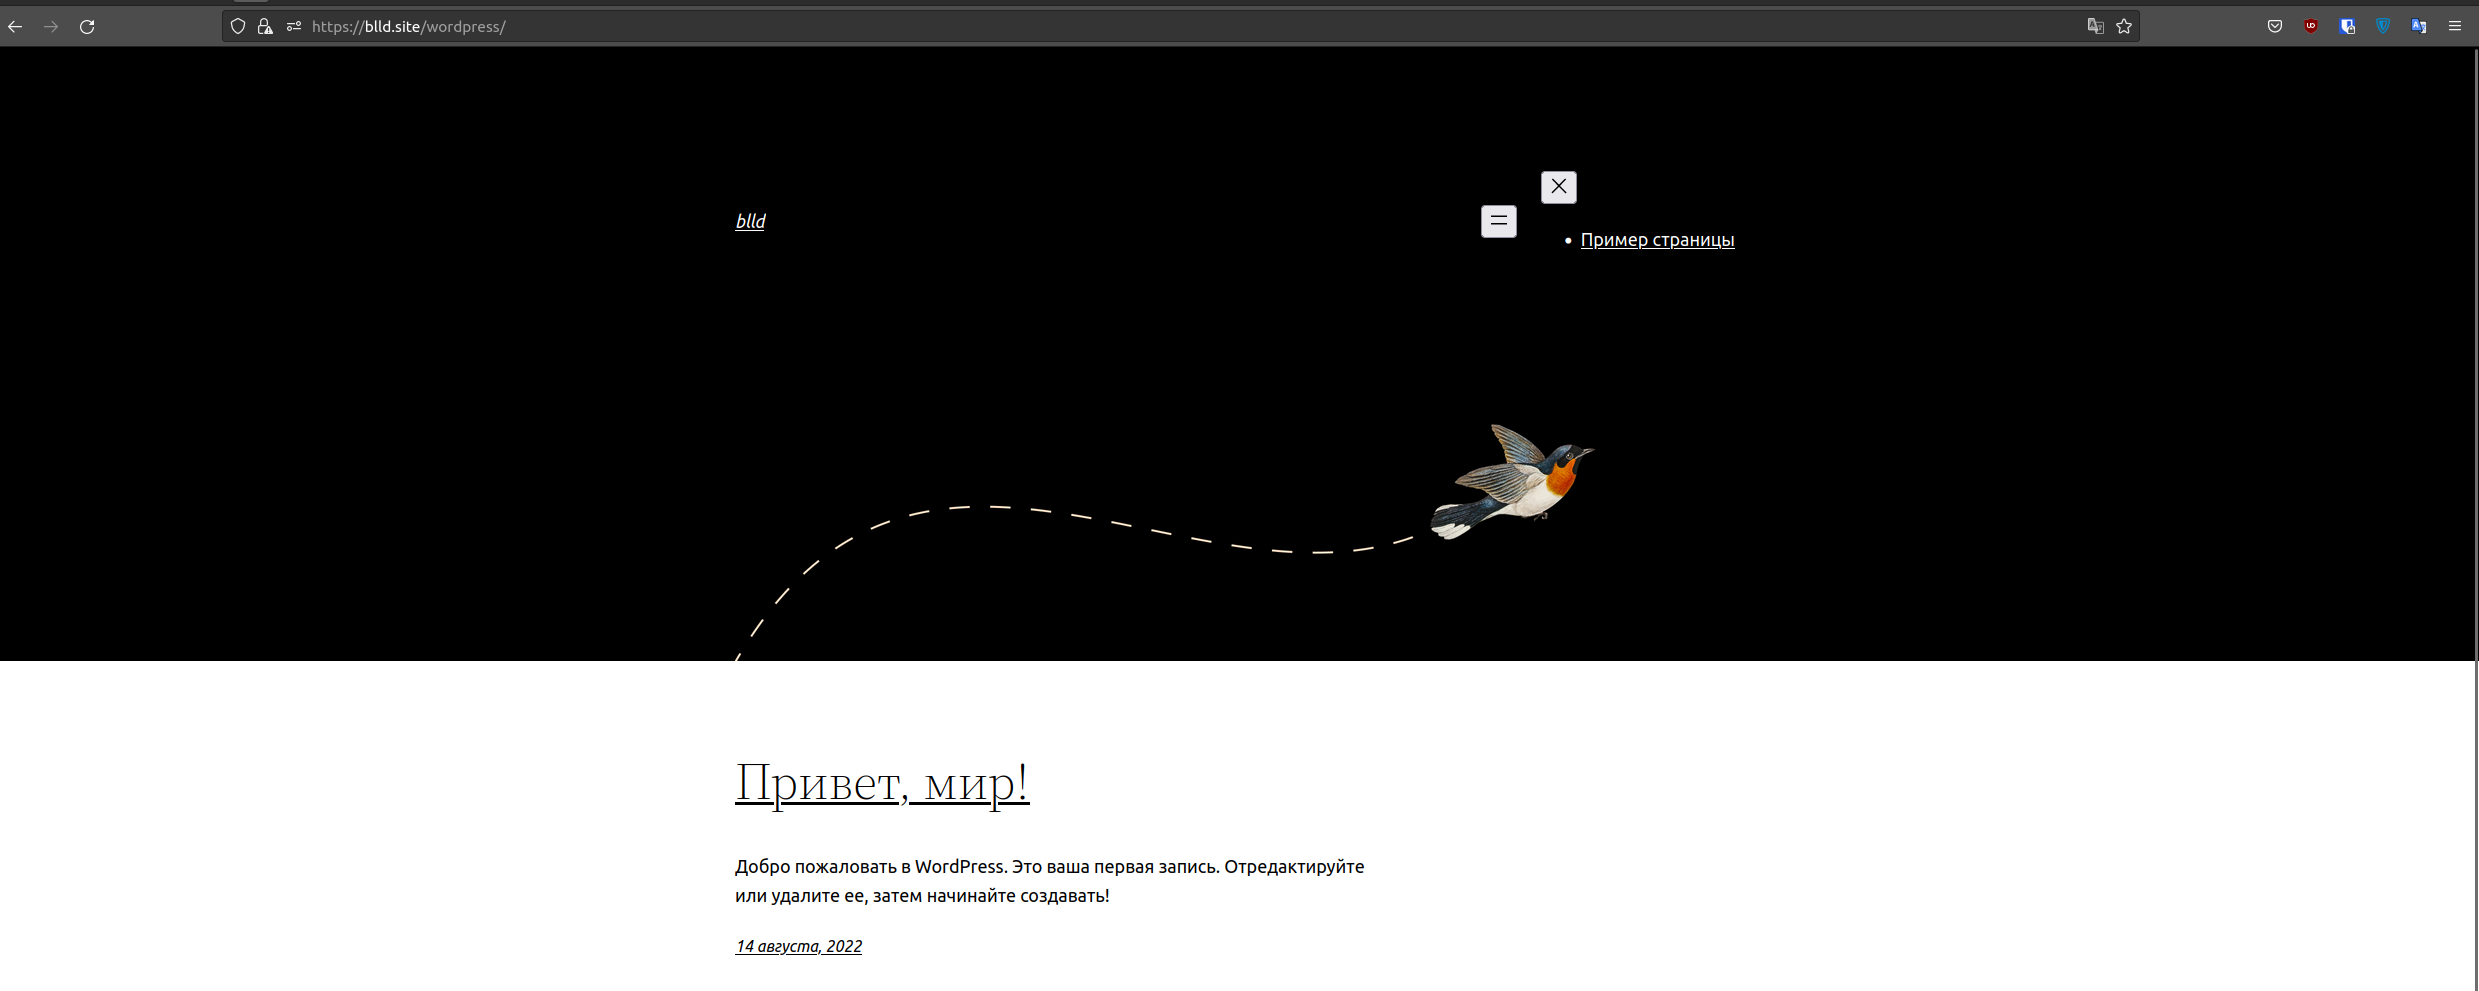 https://blld.site/wordpress/
blld
Пример страницы
Привет, мир!
Добро пожаловать в WordPress. Это ваша первая запись. Отредактируйте
или удалите ее, затем начинайте создавать!
14 августа, 2022